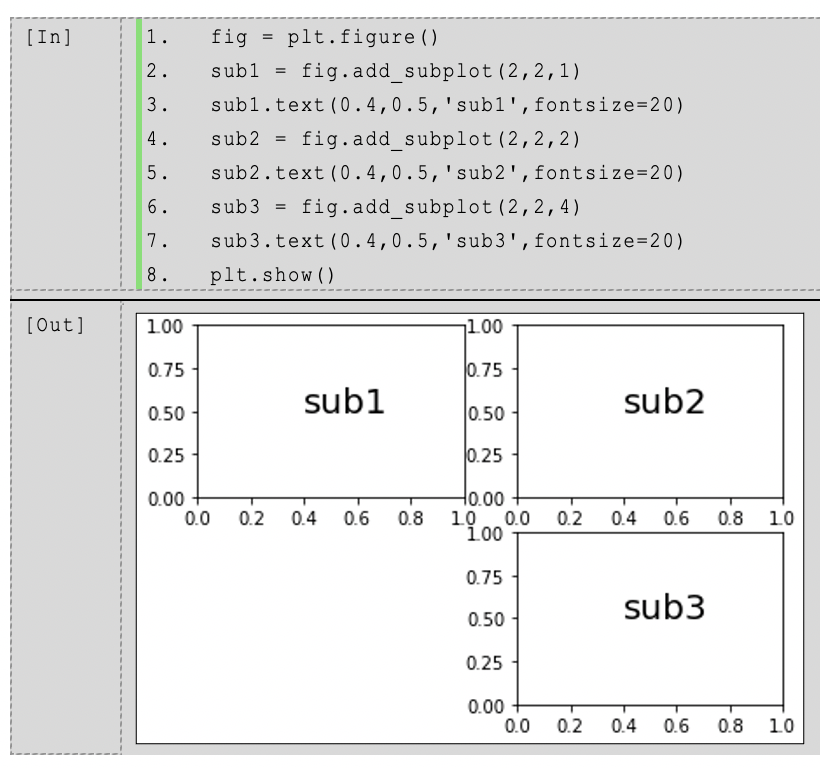 [In]
1. fig = plt.figure()
2. sub1 = fig.add_subplot(2,2,1)
3. sub1.text(0.4,0.5,'sub1',fontsize=20)
4. sub2 = fig.add_subplot(2,2,2)
5. sub2.text(0.4,0.5,'sub2',fontsize=20)
6. sub3 = fig.add_subplot(2,2,4)
7. sub3.text(0.4,0.5,'sub3',fontsize=20)
8. plt.show()
[Out]
1.00
0.75
0.50
0.25
0.00
0.0 0.2 0.4 0.6 0.8 1.0
sub1
1.00
0.75
0.50
0.25
0.00
0.0 0.2 0.4 0.6 0.8 1.0
sub2
1.00
0.75
0.50
0.25
0.00
0.0 0.2 0.4 0.6 0.8 1.0
sub3